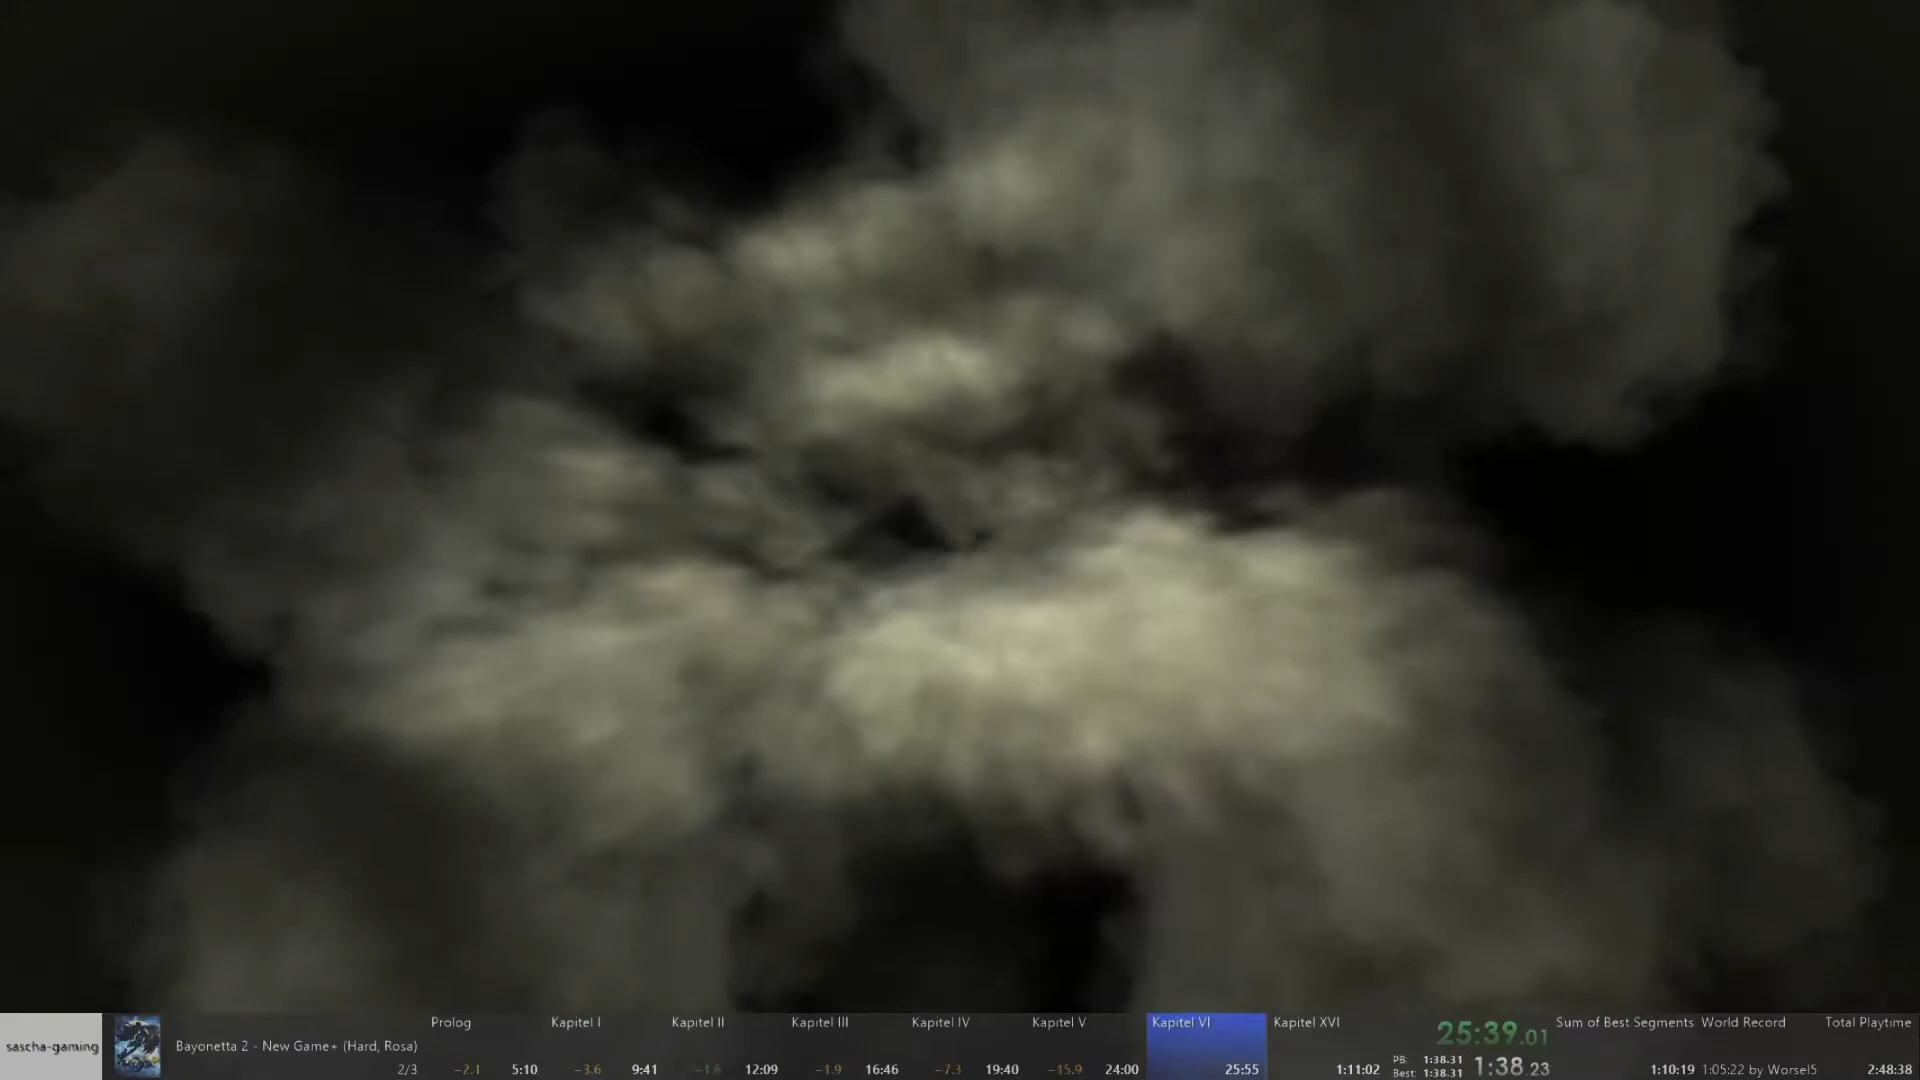 sascha-gaming
Bayonetta 2 - New Game+ (Hard, Rosa)
2/3
Prolog
−2.1 5:10
Kapitel I
−3.6 9:41
Kapitel II
−1.6 12:09
Kapitel III
−1.9 16:46
Kapitel IV
−7.3 19:40
Kapitel V
−15.9 24:00
Kapitel VI
25:55
Kapitel XVI
1:11:02
25:39.01
PB: 1:38.31
Best: 1:38.31
1:38.23
Sum of Best Segments
1:10:19
World Record
1:05:22 by Worsel5
Total Playtime
2:48:38